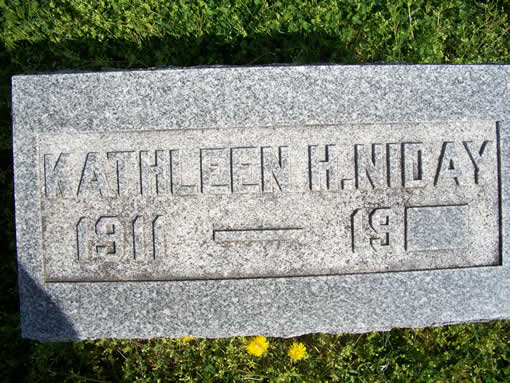 KATHLEEN H. NIDAY
1911 — 19